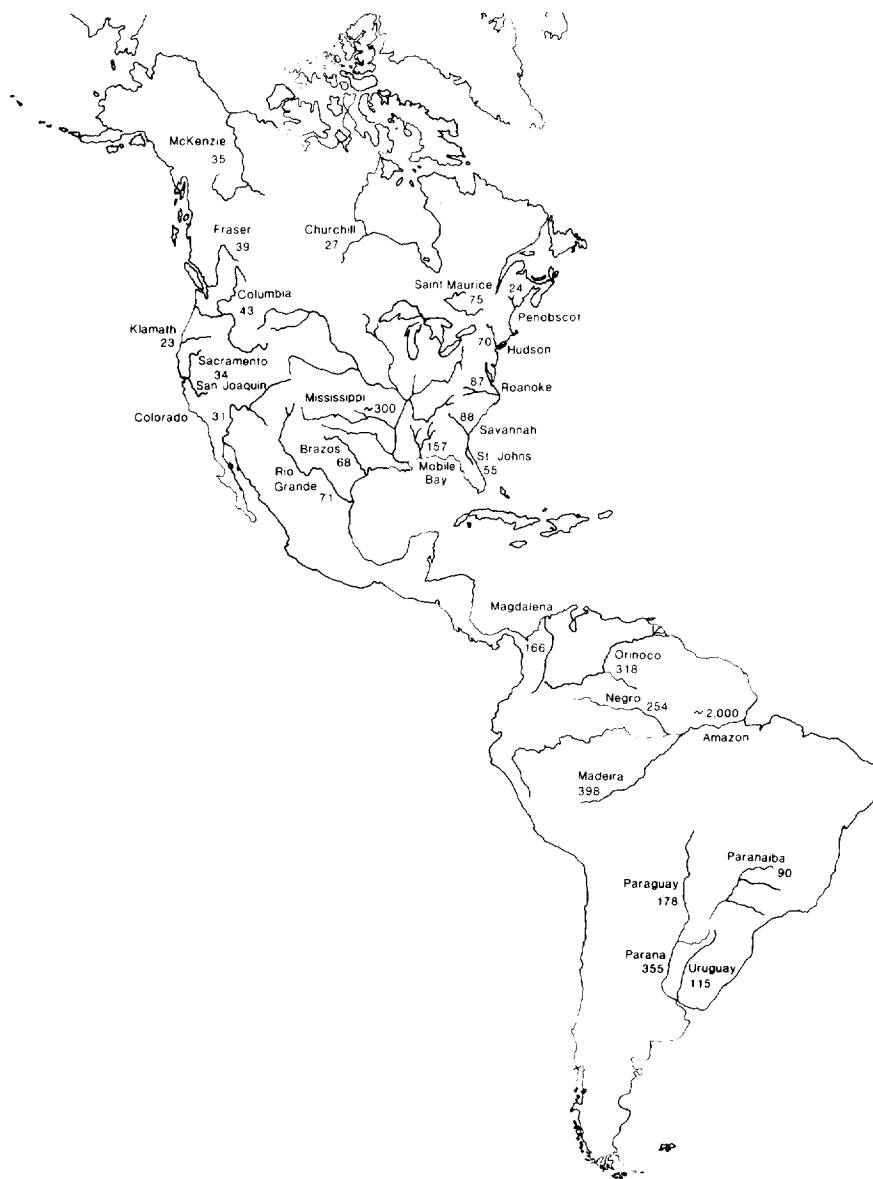 McKenzie
35
Fraser
39
Churchill
27
Saint Maurice
75
24
Penobscot
Columbia
43
Klamath
23
70
Hudson
Sacramento
34
San Joaquin
87
Roanoke
Mississippi
~300
Colorado
31
88
Savannah
Brazos
68
157
Mobile
Bay
St Johns
55
Rio
Grande
71
Magdalena
166
Orinoco
318
Negro
254
~2,000
Amazon
Madeira
398
Paranaiba
90
Paraguay
178
Parana
355
Uruguay
115